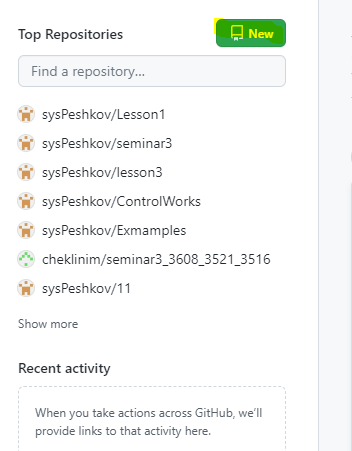 Top Repositories
New
Find a repository...
sysPeshkov/Lesson1
sysPeshkov/seminar3
sysPeshkov/lesson3
sysPeshkov/ControlWorks
sysPeshkov/Exmamples
cheklinim/seminar3_3608_3521_3516
sysPeshkov/11
Show more
Recent activity
When you take actions across GitHub, we'll
provide links to that activity here.